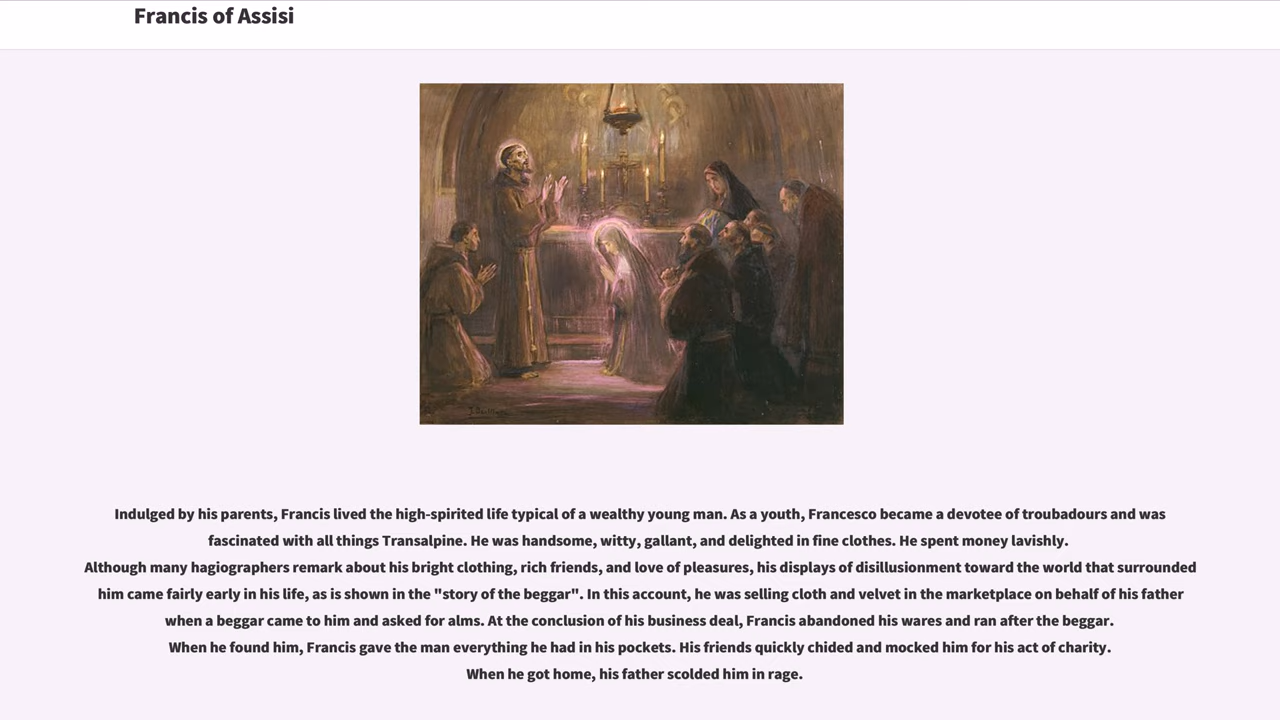 Francis of Assisi
Indulged by his parents, Francis lived the high-spirited life typical of a wealthy young man. As a youth, Francesco became a devotee of troubadours and was
fascinated with all things Transalpine. He was handsome, witty, gallant, and delighted in fine clothes. He spent money lavishly.
Although many hagiographers remark about his bright clothing, rich friends, and love of pleasures, his displays of disillusionment toward the world that surrounded
him came fairly early in his life, as is shown in the "story of the beggar". In this account, he was selling cloth and velvet in the marketplace on behalf of his father
when a beggar came to him and asked for alms. At the conclusion of his business deal, Francis abandoned his wares and ran after the beggar.
When he found him, Francis gave the man everything he had in his pockets. His friends quickly chided and mocked him for his act of charity.
When he got home, his father scolded him in rage.